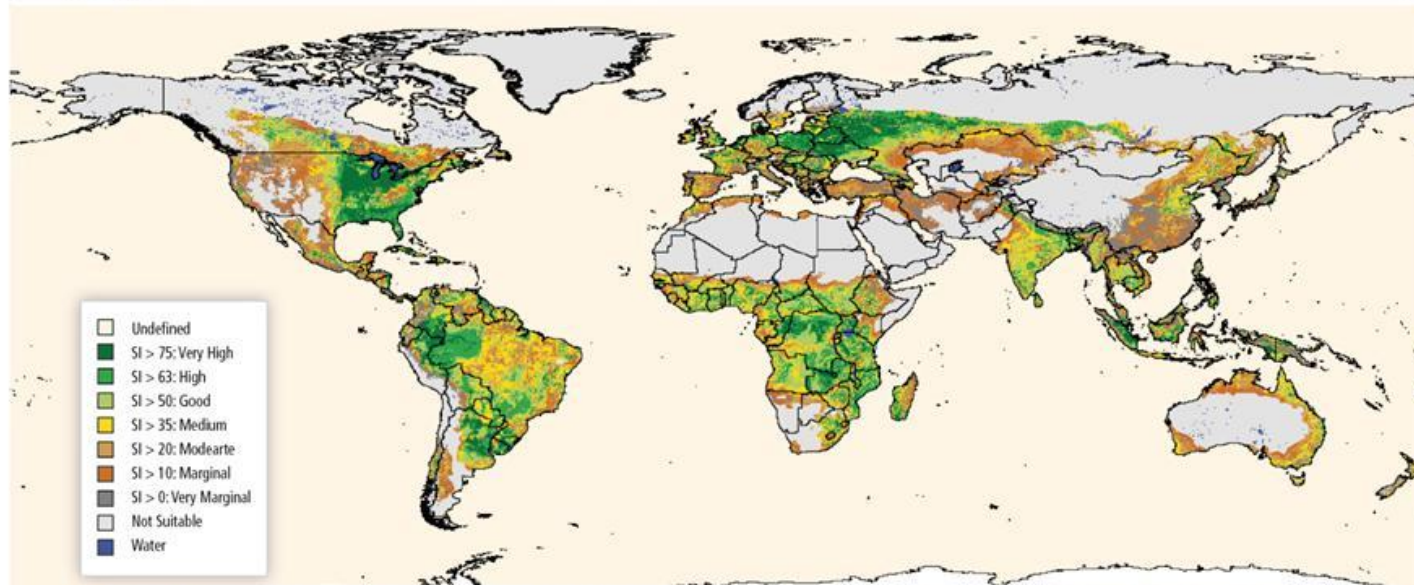 Undefined
SI > 75: Very High
SI > 63: High
SI > 50: Good
SI > 35: Medium
SI > 20: Modearte
SI > 10: Marginal
SI > 0: Very Marginal
Not Suitable
Water